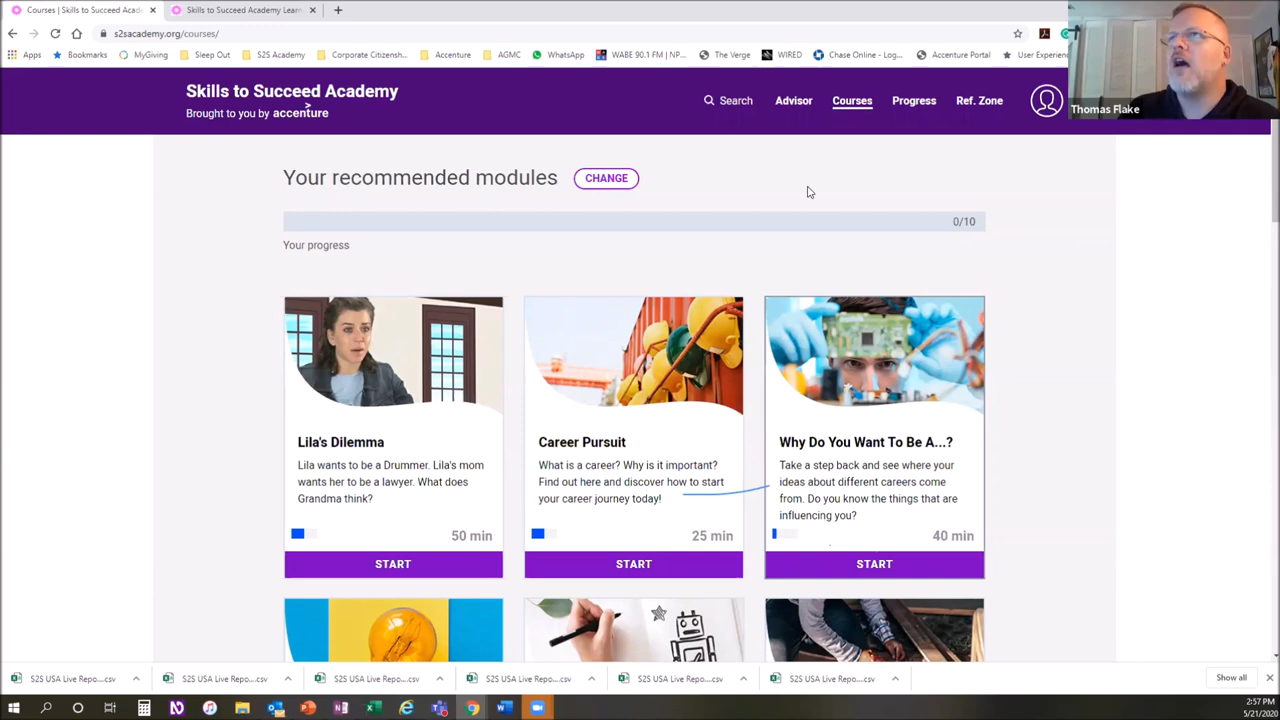 Courses | Skills to Succeed Acade
Skills to Succeed Academy Learn
s2sacademy.org/courses/
Apps
Bookmarks
MyGiving
Sleep Out
S2S Academy
Corporate Citizensh...
Accenture
AGMC
WhatsApp
WABE 90.1 FM | NP...
The Verge
WIRED
Chase Online - Log...
Accenture Portal
User Experien
Thomas Flake
Skills to Succeed Academy
Brought to you by accenture
Search
Advisor
Courses
Progress
Ref. Zone
Your recommended modules
CHANGE
0/10
Your progress
Lila's Dilemma
Lila wants to be a Drummer. Lila's mom
wants her to be a lawyer. What does
Grandma think?
50 min
START
Career Pursuit
What is a career? Why is it important?
Find out here and discover how to start
your career journey today!
25 min
START
Why Do You Want To Be A...?
Take a step back and see where your
ideas about different careers come
from. Do you know the things that are
influencing you?
40 min
START
S2S USA Live Repo....csv
S2S USA Live Repo....csv
S2S USA Live Repo....csv
S2S USA Live Repo....csv
S2S USA Live Repo....csv
S2S USA Live Repo....csv
Show all
2:57 PM
5/21/2020